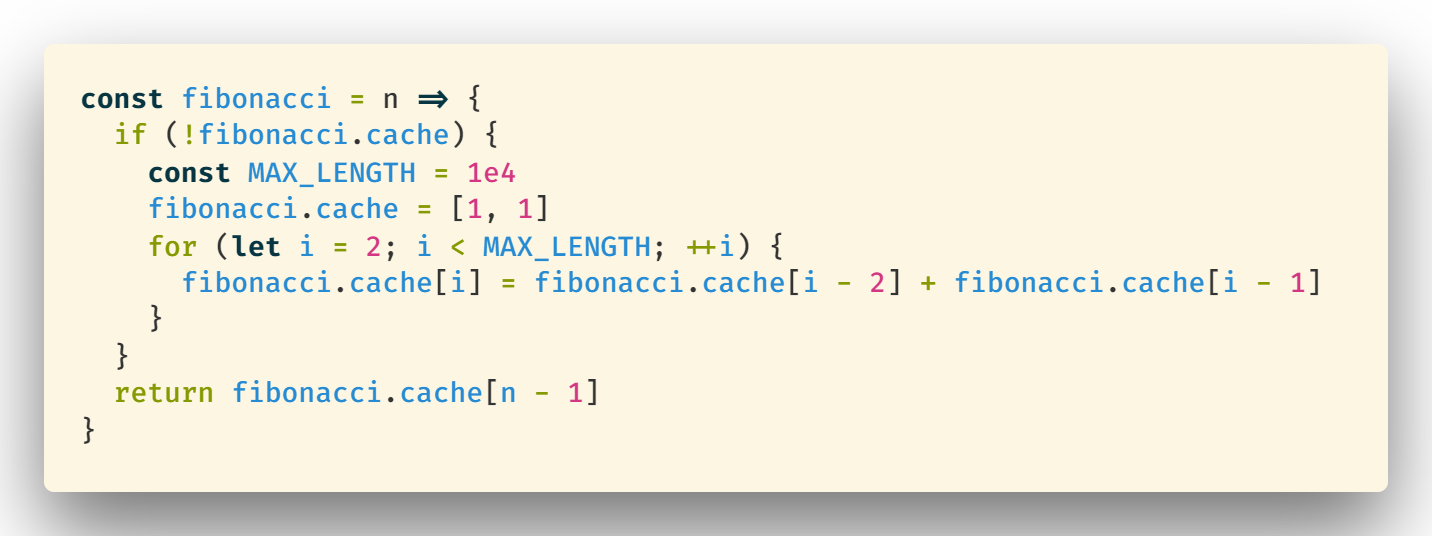 const fibonacci = n => {
  if (!fibonacci.cache) {
    const MAX_LENGTH = 1e4
    fibonacci.cache = [1, 1]
    for (let i = 2; i < MAX_LENGTH; ++i) {
      fibonacci.cache[i] = fibonacci.cache[i - 2] + fibonacci.cache[i - 1]
    }
  }
  return fibonacci.cache[n - 1]
}